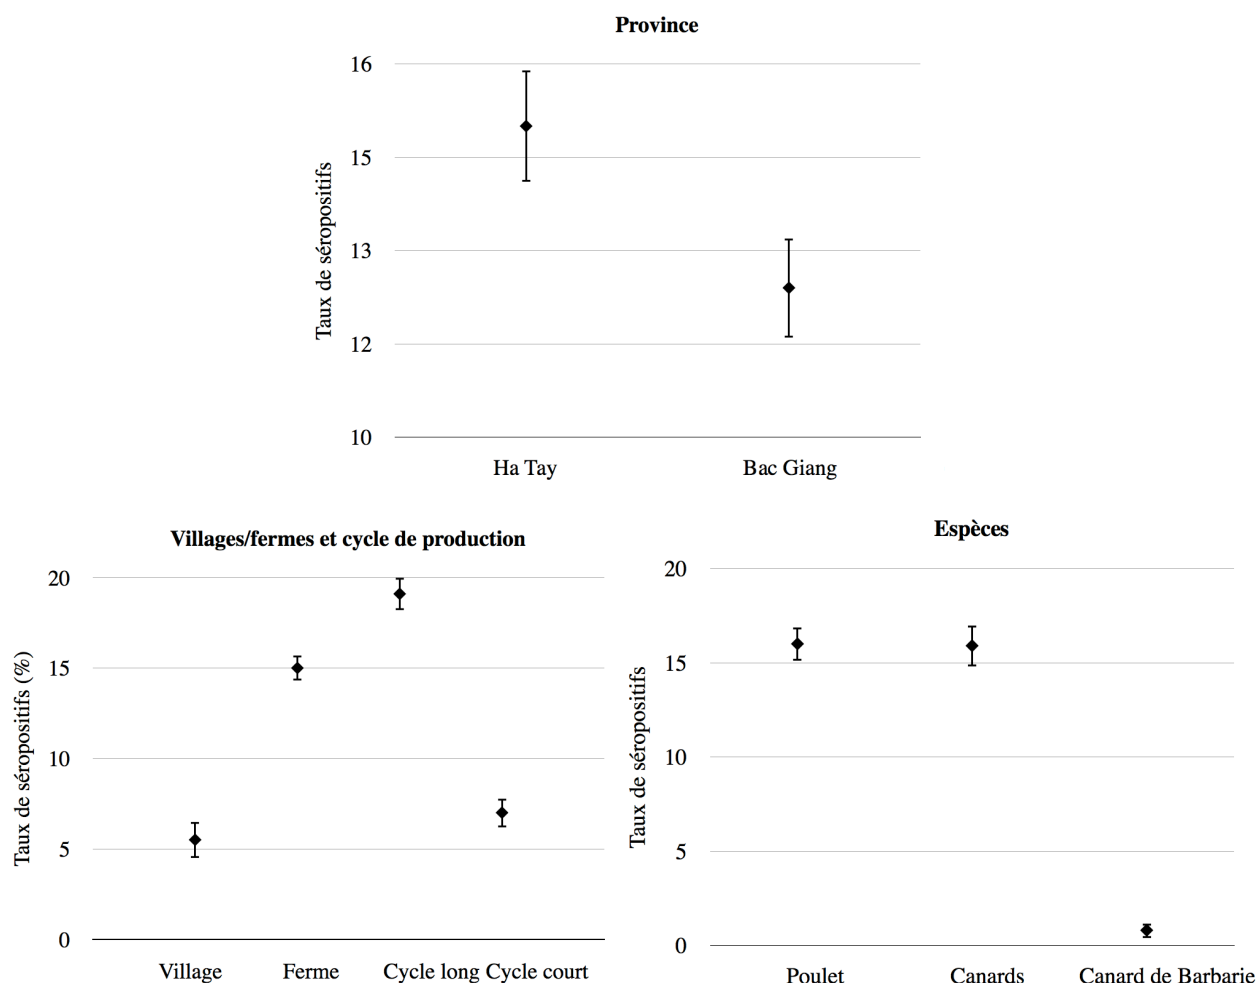 Province
16
15
13
12
10
Taux de séropositifs
Ha Tay
Bac Giang
Villages/fermes et cycle de production
20
15
10
5
0
Taux de séropositifs (%)
Village
Ferme
Cycle long
Cycle court
Espèces
20
15
10
5
0
Taux de séropositifs
Poulet
Canards
Canard de Barbarie